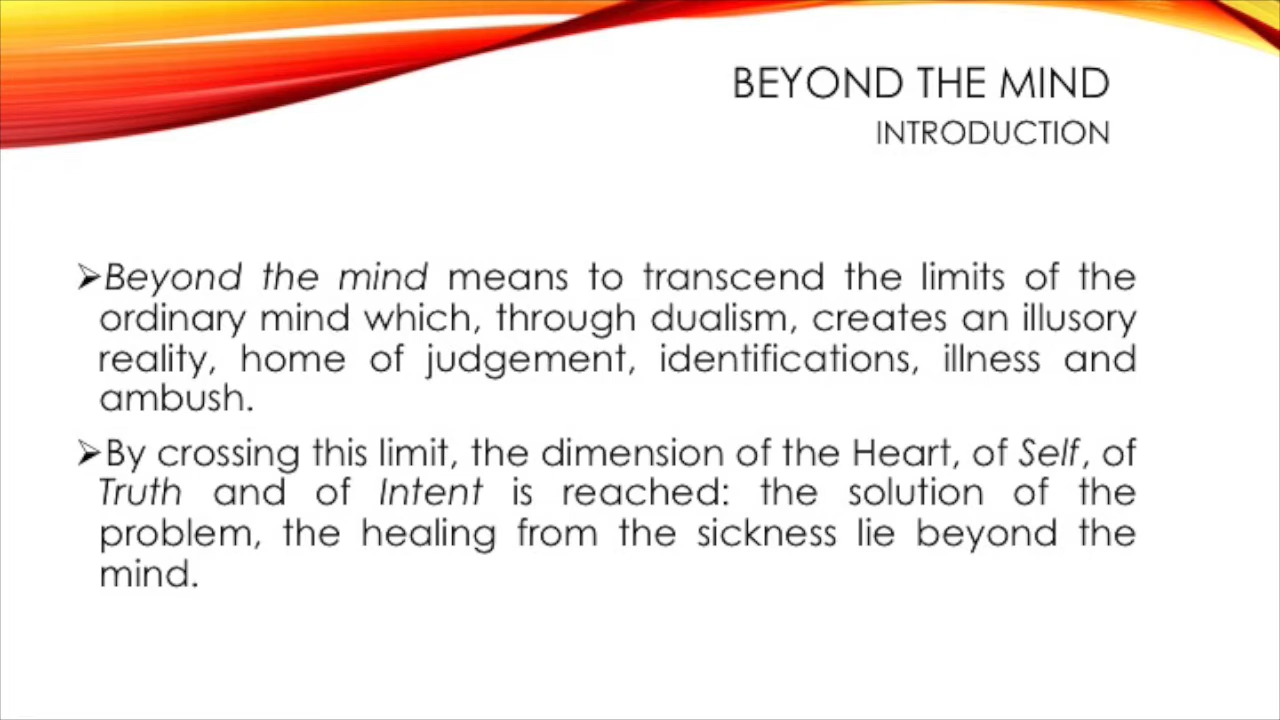 BEYOND THE MIND
INTRODUCTION
➢Beyond the mind means to transcend the limits of the
ordinary mind which, through dualism, creates an illusory
reality, home of judgement, identifications, illness and
ambush.
➢By crossing this limit, the dimension of the Heart, of Self, of
Truth and of Intent is reached: the solution of the
problem, the healing from the sickness lie beyond the
mind.